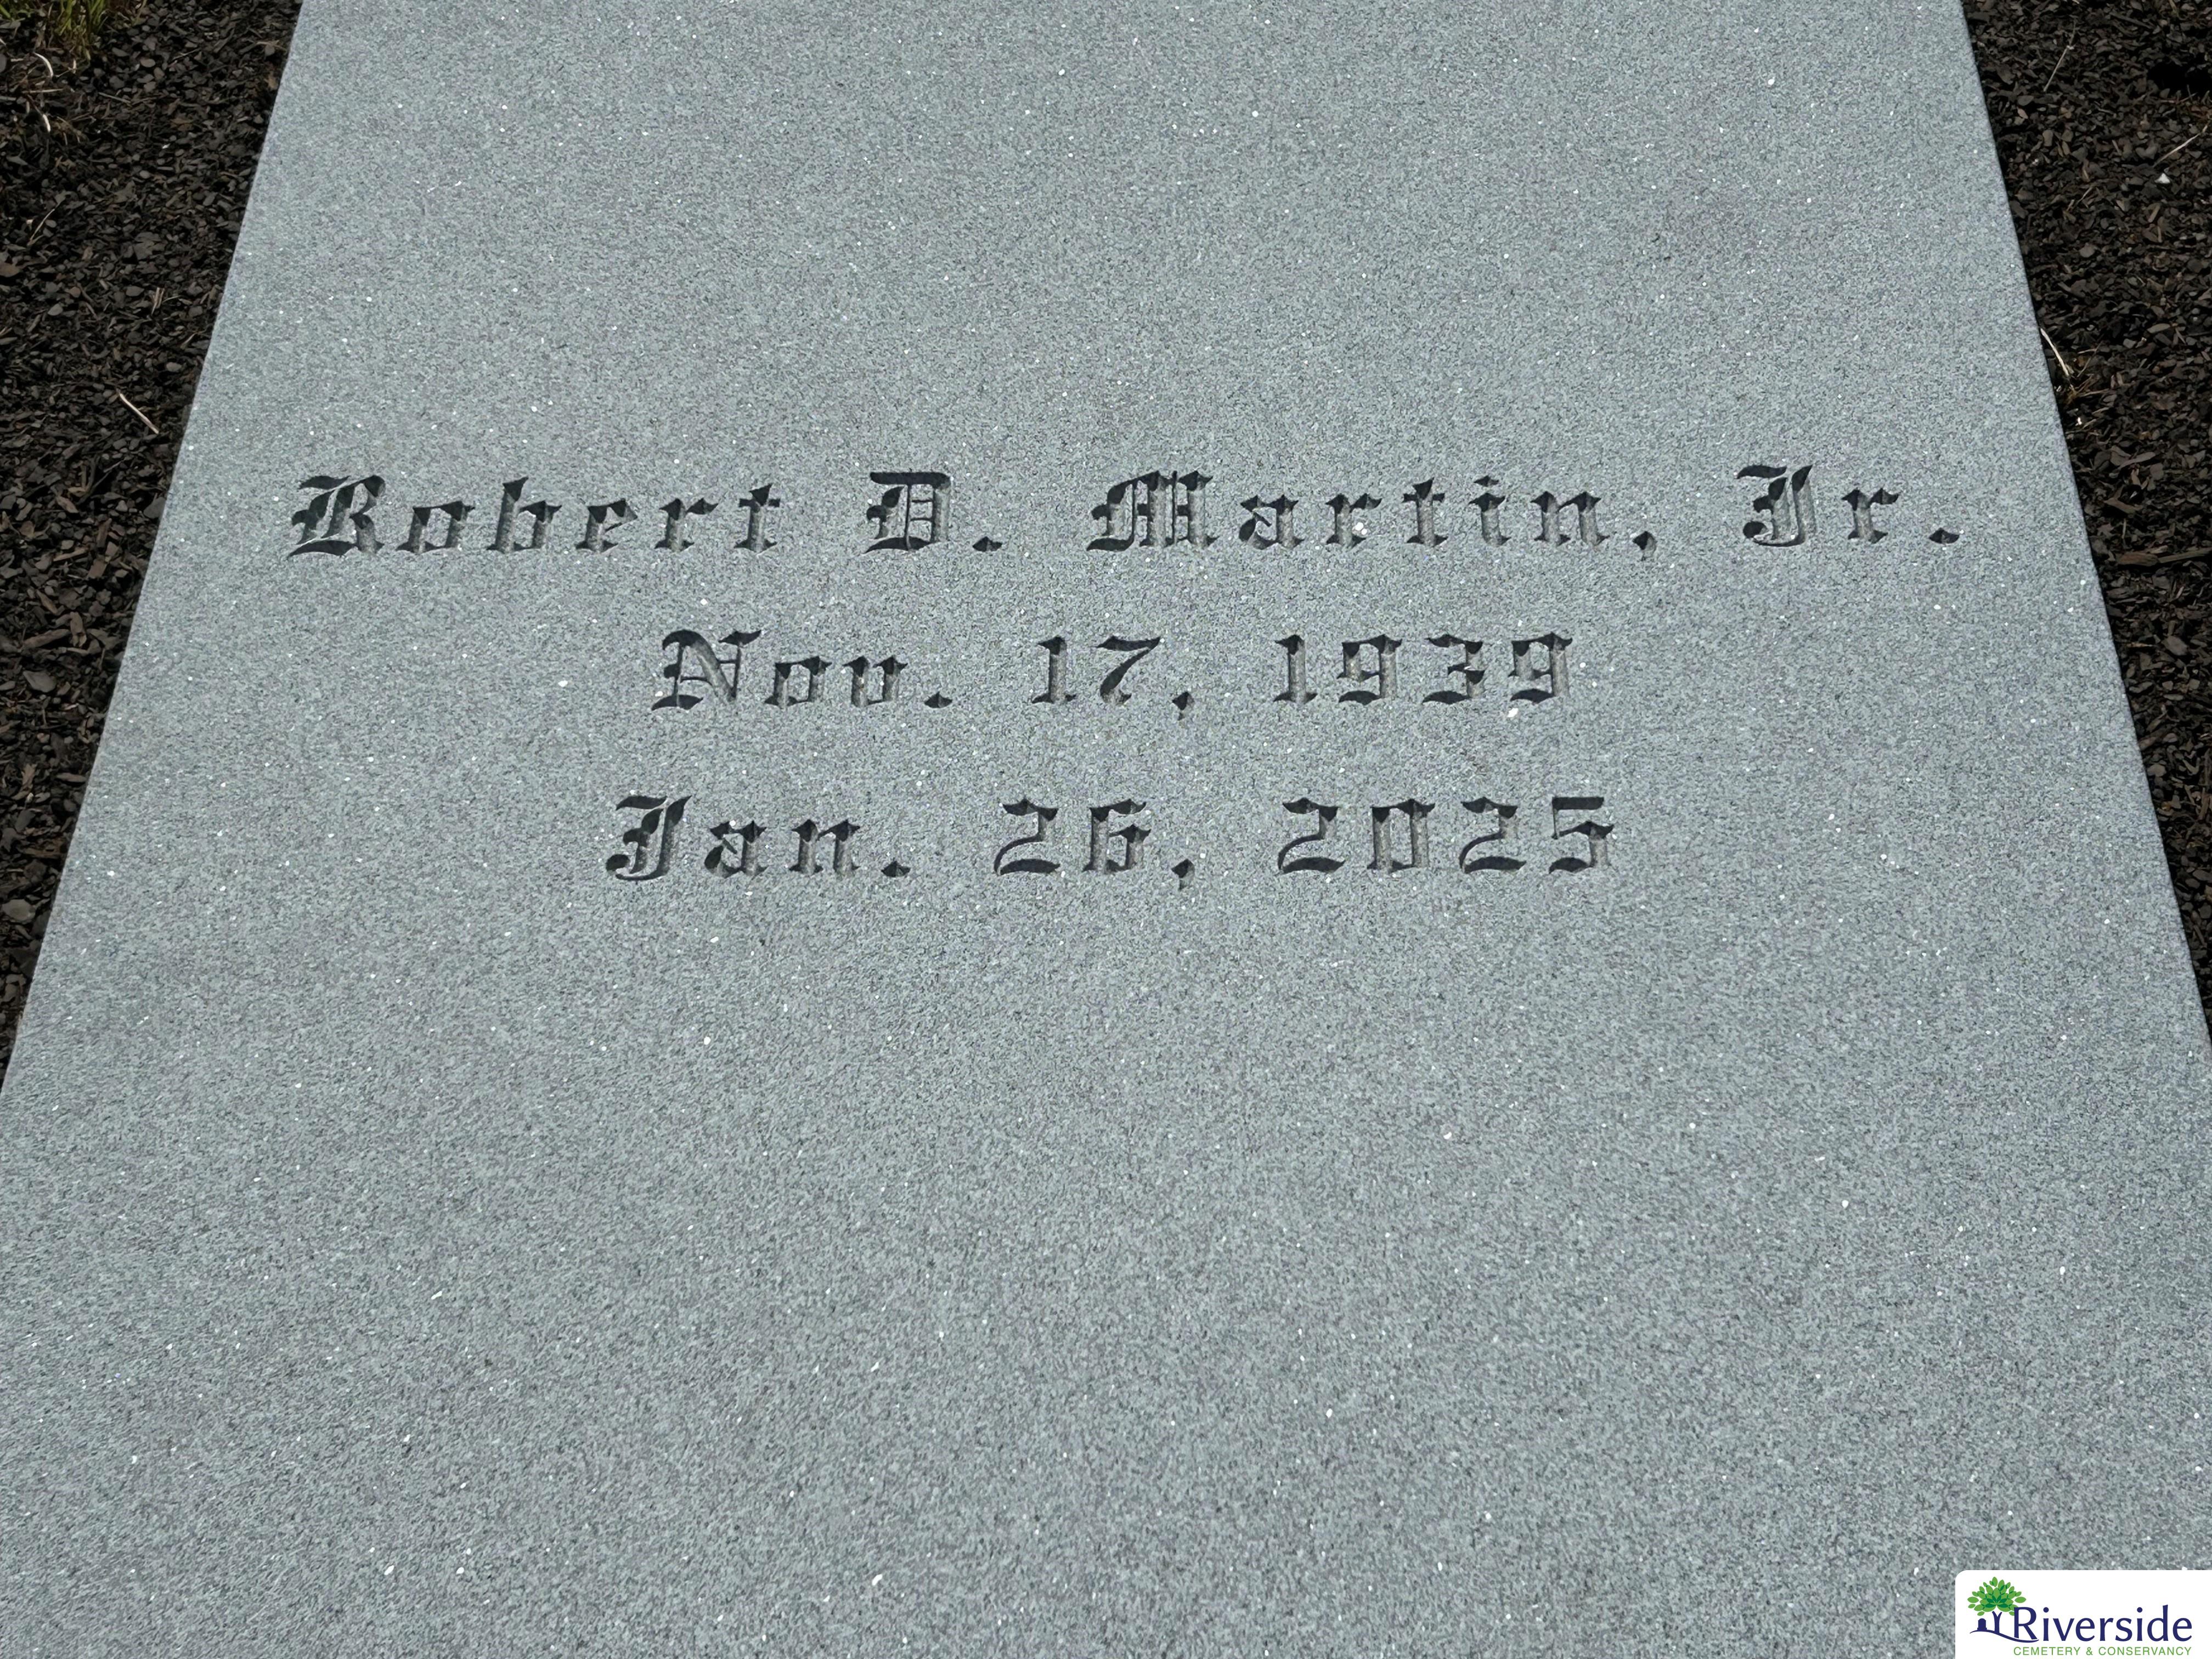 Robert D. Martin, Jr.
Nov. 17, 1939
Jan. 26, 2025
Riverside
CEMETERY & CONSERVANCY